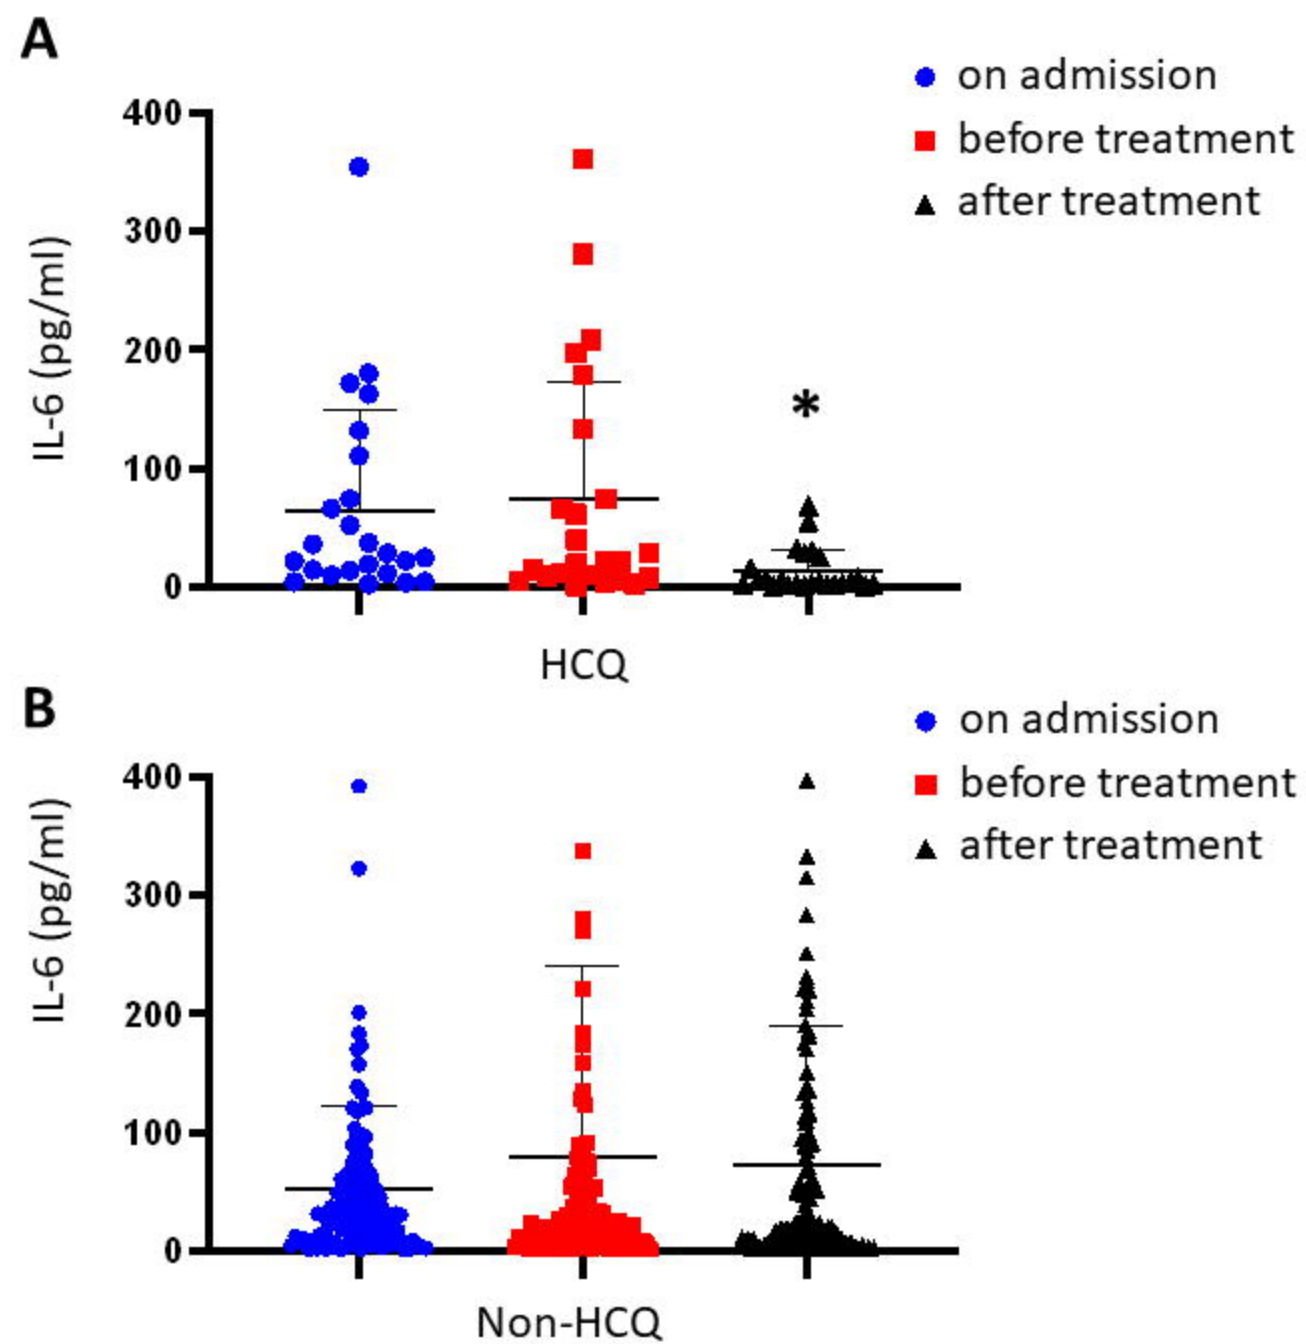 A
on admission
before treatment
after treatment
400
300
200
100
0
IL-6 (pg/ml)
*
HCQ
B
on admission
before treatment
after treatment
400
300
200
100
0
IL-6 (pg/ml)
Non-HCQ